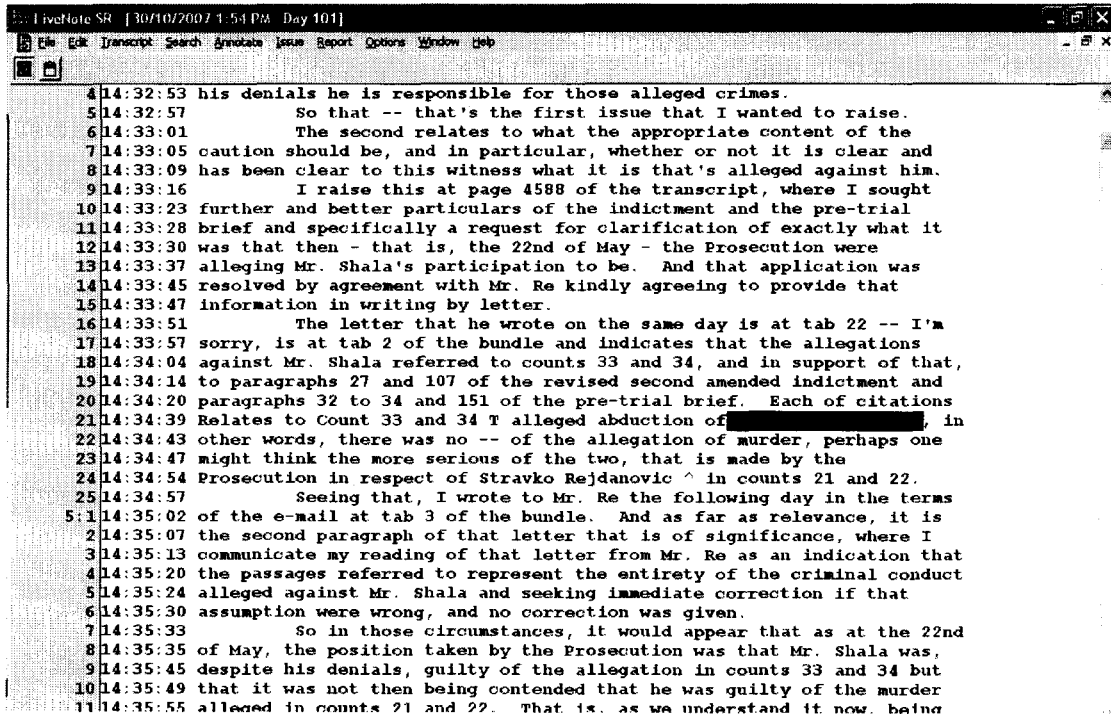 LiveNote SR - [30/10/2007 1:54 PM Day 101]
File Edit Transcript Search Annotate Issue Report Options Window Help
4 14:32:53 his denials he is responsible for those alleged crimes.
5 14:32:57 So that -- that's the first issue that I wanted to raise.
6 14:33:01 The second relates to what the appropriate content of the
7 14:33:05 caution should be, and in particular, whether or not it is clear and
8 14:33:09 has been clear to this witness what it is that's alleged against him.
9 14:33:16 I raise this at page 4588 of the transcript, where I sought
10 14:33:23 further and better particulars of the indictment and the pre-trial
11 14:33:28 brief and specifically a request for clarification of exactly what it
12 14:33:30 was that then - that is, the 22nd of May - the Prosecution were
13 14:33:37 alleging Mr. Shala's participation to be. And that application was
14 14:33:45 resolved by agreement with Mr. Re kindly agreeing to provide that
15 14:33:47 information in writing by letter.
16 14:33:51 The letter that he wrote on the same day is at tab 22 -- I'm
17 14:33:57 sorry, is at tab 2 of the bundle and indicates that the allegations
18 14:34:04 against Mr. Shala referred to counts 33 and 34, and in support of that,
19 14:34:14 to paragraphs 27 and 107 of the revised second amended indictment and
20 14:34:20 paragraphs 32 to 34 and 151 of the pre-trial brief. Each of citations
21 14:34:39 Relates to Count 33 and 34 T alleged abduction of , in
22 14:34:43 other words, there was no -- of the allegation of murder, perhaps one
23 14:34:47 might think the more serious of the two, that is made by the
24 14:34:54 Prosecution in respect of Stravko Rejdanovic ^ in counts 21 and 22.
25 14:34:57 Seeing that, I wrote to Mr. Re the following day in the terms
5:1 14:35:02 of the e-mail at tab 3 of the bundle. And as far as relevance, it is
2 14:35:07 the second paragraph of that letter that is of significance, where I
3 14:35:13 communicate my reading of that letter from Mr. Re as an indication that
4 14:35:20 the passages referred to represent the entirety of the criminal conduct
5 14:35:24 alleged against Mr. Shala and seeking immediate correction if that
6 14:35:30 assumption were wrong, and no correction was given.
7 14:35:33 So in those circumstances, it would appear that as at the 22nd
8 14:35:35 of May, the position taken by the Prosecution was that Mr. Shala was,
9 14:35:45 despite his denials, guilty of the allegation in counts 33 and 34 but
10 14:35:49 that it was not then being contended that he was guilty of the murder
11 14:35:55 alleged in counts 21 and 22. That is, as we understand it now, being